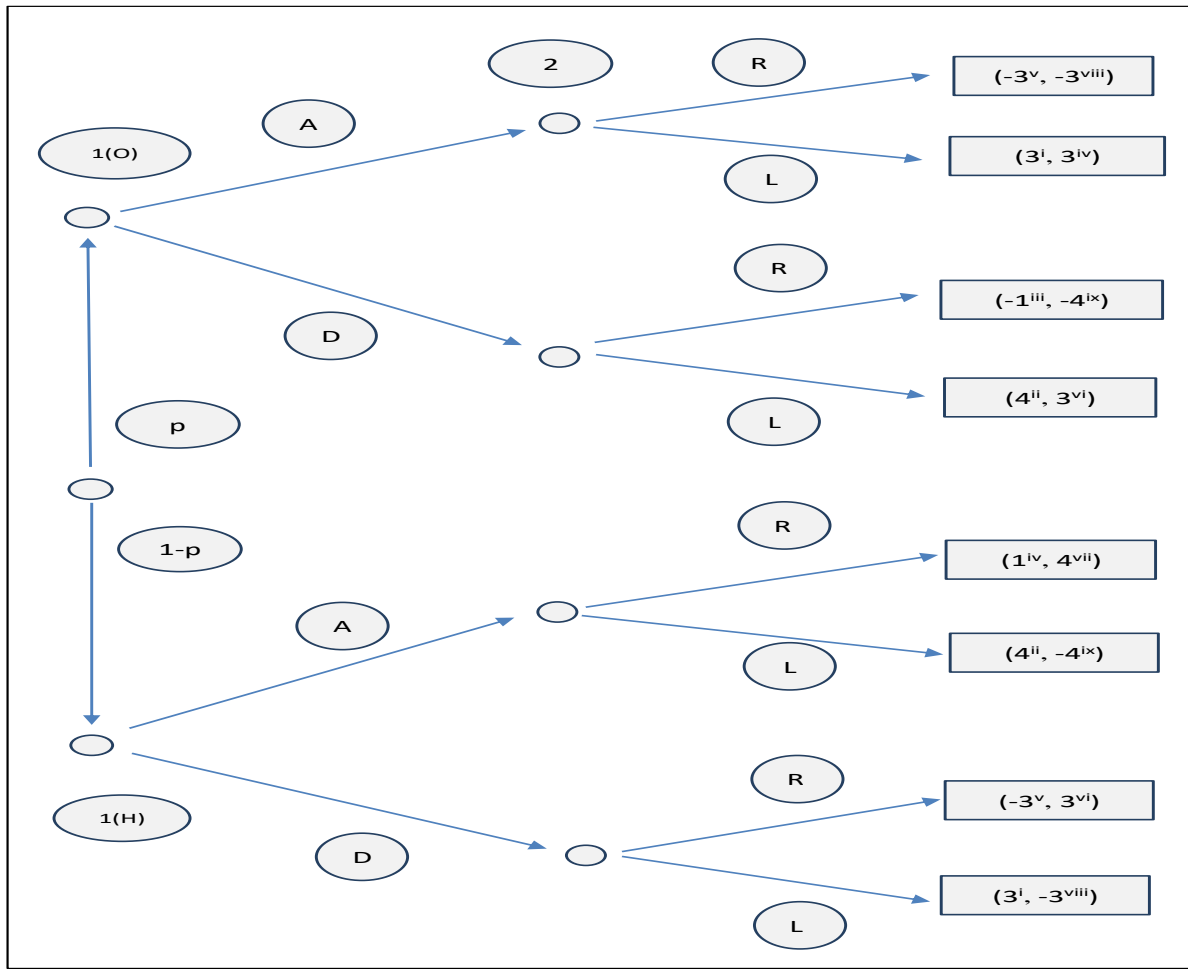 2
R
(-3ᵛ, -3ᵛⁱⁱⁱ)
A
1(O)
(3ⁱ, 3ⁱᵛ)
L
R
(-1ⁱⁱⁱ, -4ⁱˣ)
D
(4ⁱⁱ, 3ᵛⁱ)
L
p
R
1-p
(1ⁱᵛ, 4ᵛⁱⁱ)
A
(4ⁱⁱ, -4ⁱˣ)
L
R
(-3ᵛ, 3ᵛⁱ)
1(H)
D
(3ⁱ, -3ᵛⁱⁱⁱ)
L